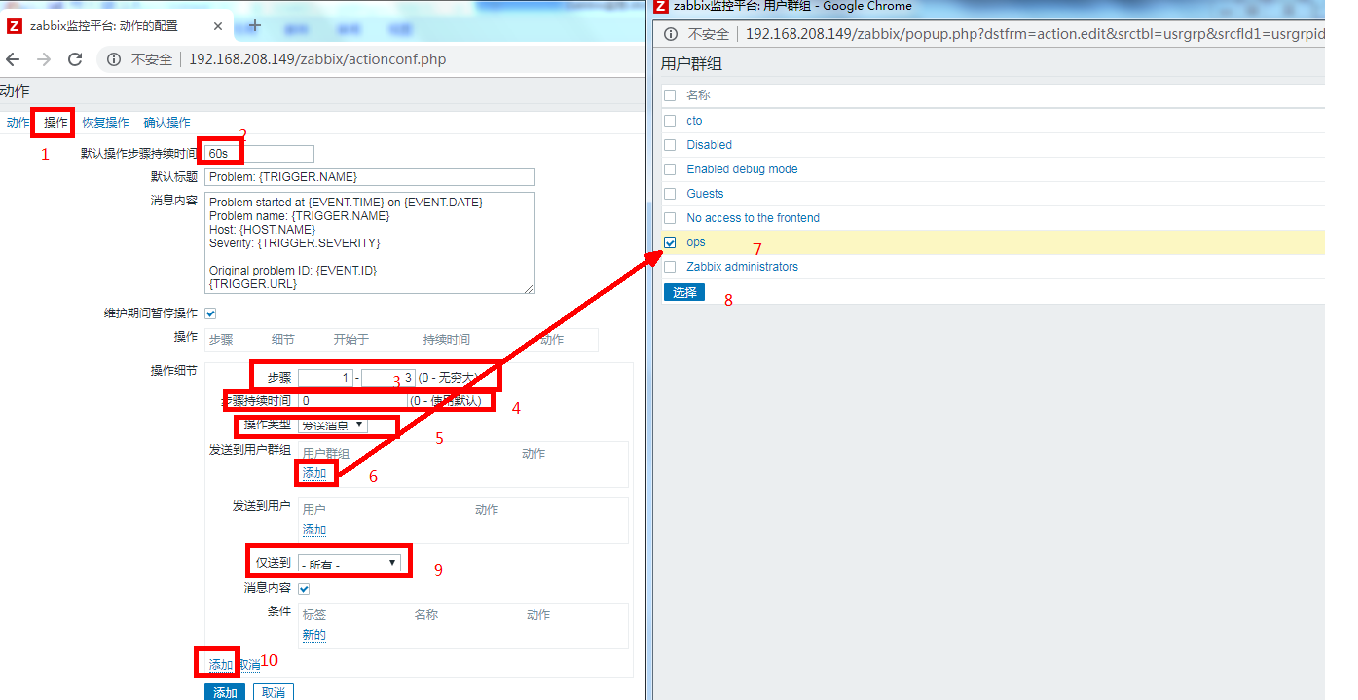 zabbix监控平台: 动作的配置
不安全 192.168.208.149/zabbix/actionconf.php
动作
动作 操作 恢复操作 确认操作
1
2
默认操作步骤持续时间 60s
默认标题 Problem: {TRIGGER.NAME}
消息内容 Problem started at {EVENT.TIME} on {EVENT.DATE}
Problem name: {TRIGGER.NAME}
Host: {HOST.NAME}
Severity: {TRIGGER.SEVERITY}
Original problem ID: {EVENT.ID}
{TRIGGER.URL}
维护期间暂停操作
操作 步骤 细节 开始于 持续时间 动作
操作细节
步骤 1 - 3 (0 - 无穷大)
3
步骤持续时间 0 (0 - 使用默认)
4
操作类型 发送消息
5
发送到用户群组 用户群组 动作
添加
6
发送到用户 用户 动作
添加
仅送到 - 所有 -
9
消息内容
条件 标签 名称 动作
新的
添加 取消
10
添加 取消
Z zabbix监控平台: 用户群组 - Google Chrome
不安全 192.168.208.149/zabbix/popup.php?dstfrm=action.edit&srctbl=usrgrp&srcfld1=usrgrpid
用户群组
名称
cto
Disabled
Enabled debug mode
Guests
No access to the frontend
ops
7
Zabbix administrators
选择
8